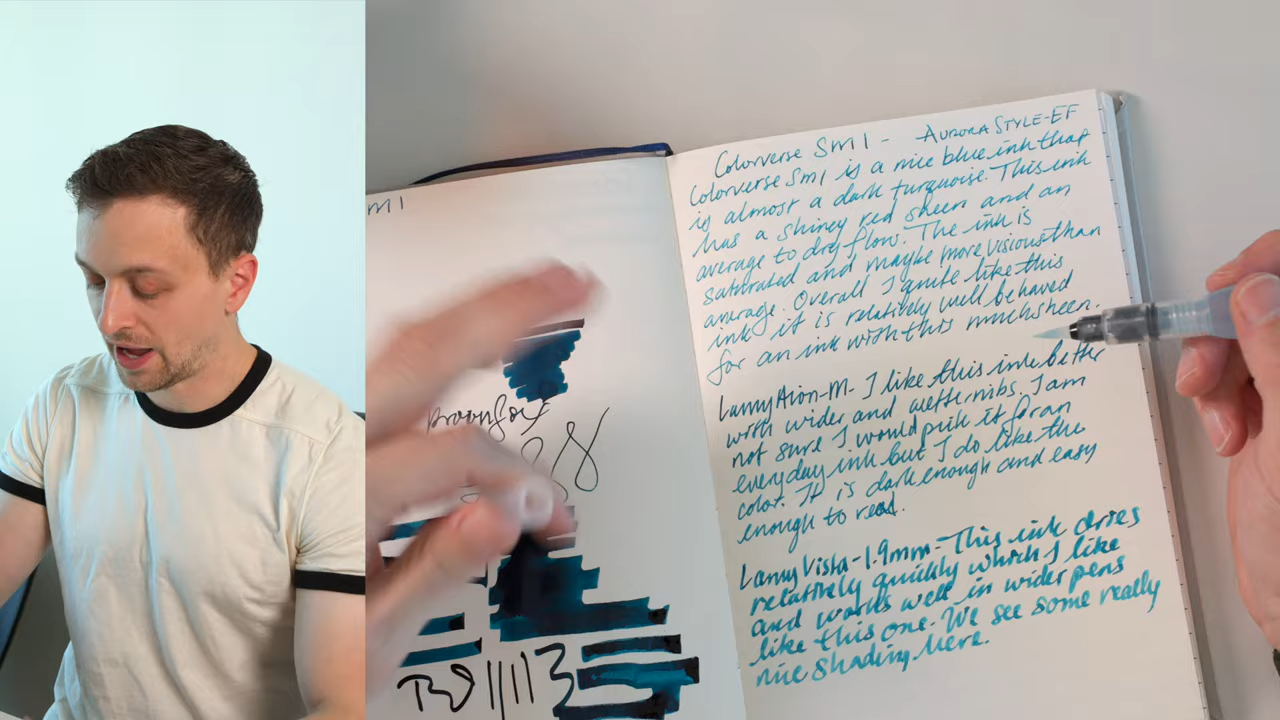 m1
Colorverse Sm1 - AURORA STYLE-EF
Colorverse Sm1 is a nice blue ink that
is almost a dark turquoise. This ink
has a shiney red sheen and an
average to dry flow. The ink is
saturated and maybe more visious than
average. Overall I quite like this
ink it is relatively well behaved
for an ink with this much sheen.
Lamy Aion-M- I like this ink better
with wider and wetter nibs. I am
not sure I would pick it for an
everyday ink but I do like the
color. It is dark enough and easy
enough to read.
Lamy Vista-1.9mm- This ink dries
relatively quickly which I like
and works well in wider pens
like this one. We see some really
nice shading here.